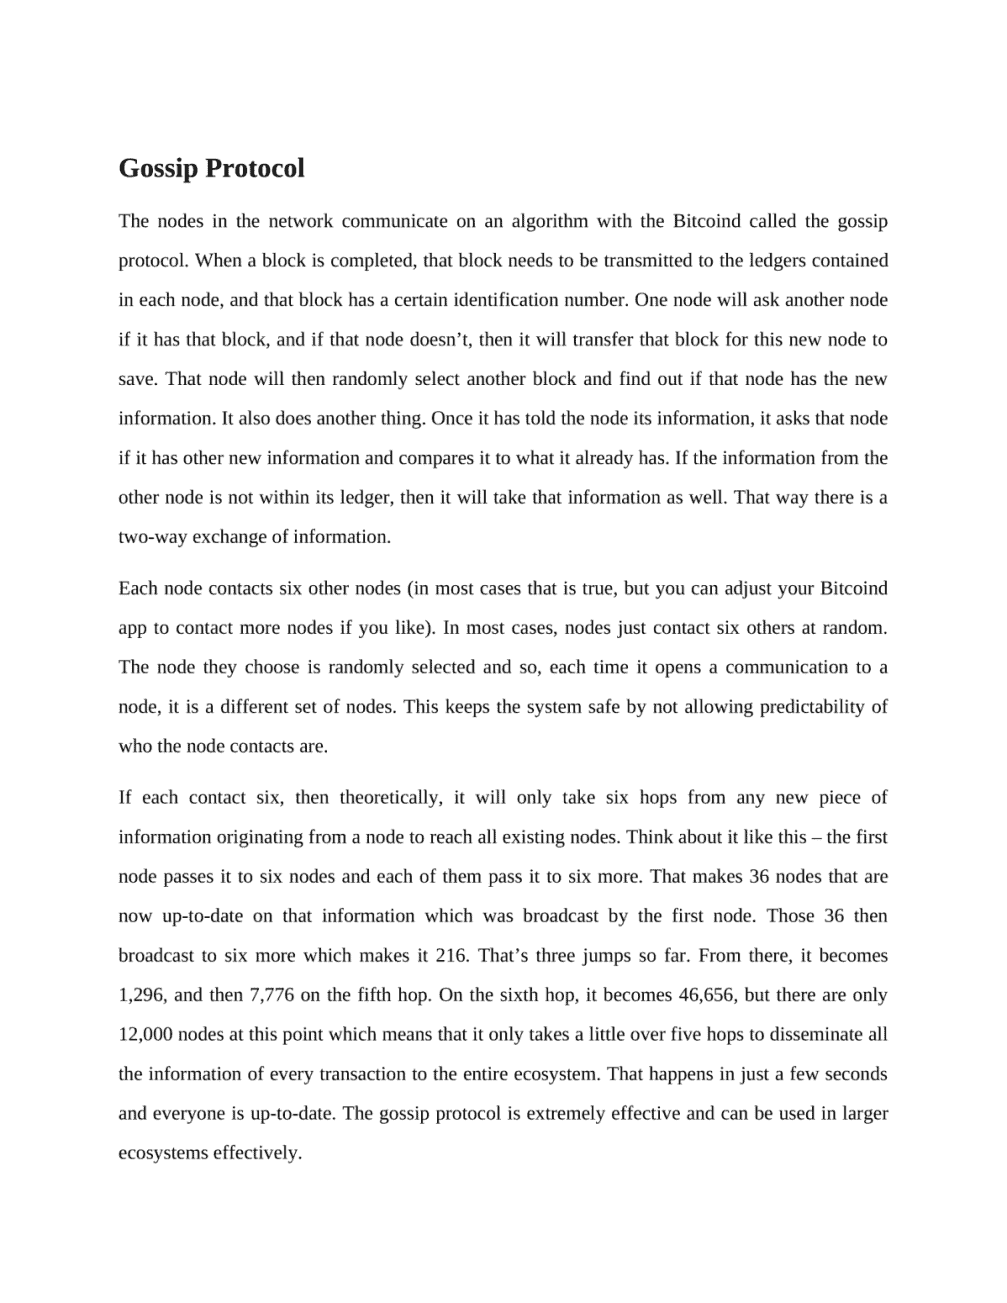 Gossip Protocol
The nodes in the network communicate on an algorithm with the Bitcoind called the gossip
protocol. When a block is completed, that block needs to be transmitted to the ledgers contained
in each node, and that block has a certain identification number. One node will ask another node
if it has that block, and if that node doesn’t, then it will transfer that block for this new node to
save. That node will then randomly select another block and find out if that node has the new
information. It also does another thing. Once it has told the node its information, it asks that node
if it has other new information and compares it to what it already has. If the information from the
other node is not within its ledger, then it will take that information as well. That way there is a
two-way exchange of information.
Each node contacts six other nodes (in most cases that is true, but you can adjust your Bitcoind
app to contact more nodes if you like). In most cases, nodes just contact six others at random.
The node they choose is randomly selected and so, each time it opens a communication to a
node, it is a different set of nodes. This keeps the system safe by not allowing predictability of
who the node contacts are.
If each contact six, then theoretically, it will only take six hops from any new piece of
information originating from a node to reach all existing nodes. Think about it like this – the first
node passes it to six nodes and each of them pass it to six more. That makes 36 nodes that are
now up-to-date on that information which was broadcast by the first node. Those 36 then
broadcast to six more which makes it 216. That’s three jumps so far. From there, it becomes
1,296, and then 7,776 on the fifth hop. On the sixth hop, it becomes 46,656, but there are only
12,000 nodes at this point which means that it only takes a little over five hops to disseminate all
the information of every transaction to the entire ecosystem. That happens in just a few seconds
and everyone is up-to-date. The gossip protocol is extremely effective and can be used in larger
ecosystems effectively.